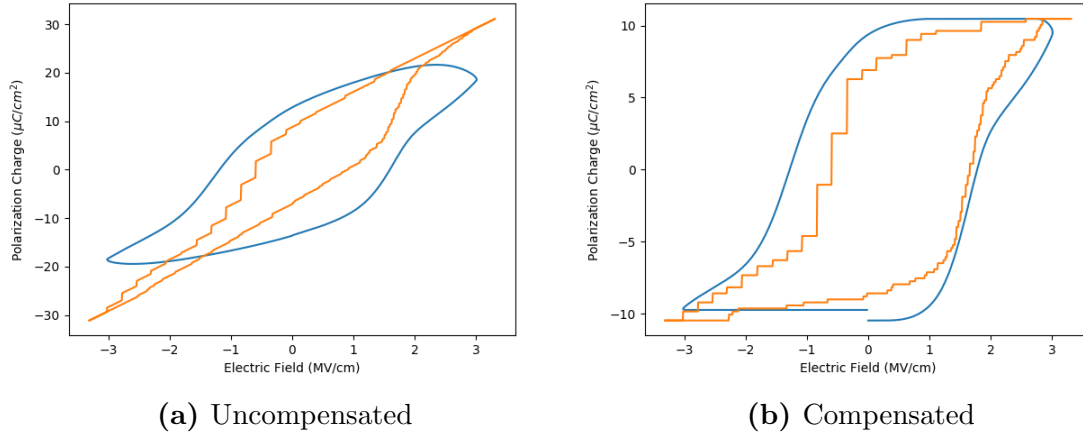 Polarization Charge (μC/cm²)
30
20
10
0
−10
−20
−30
−3 −2 −1 0 1 2 3
Electric Field (MV/cm)
(a) Uncompensated
Polarization Charge (μC/cm²)
10
5
0
−5
−10
−3 −2 −1 0 1 2 3
Electric Field (MV/cm)
(b) Compensated